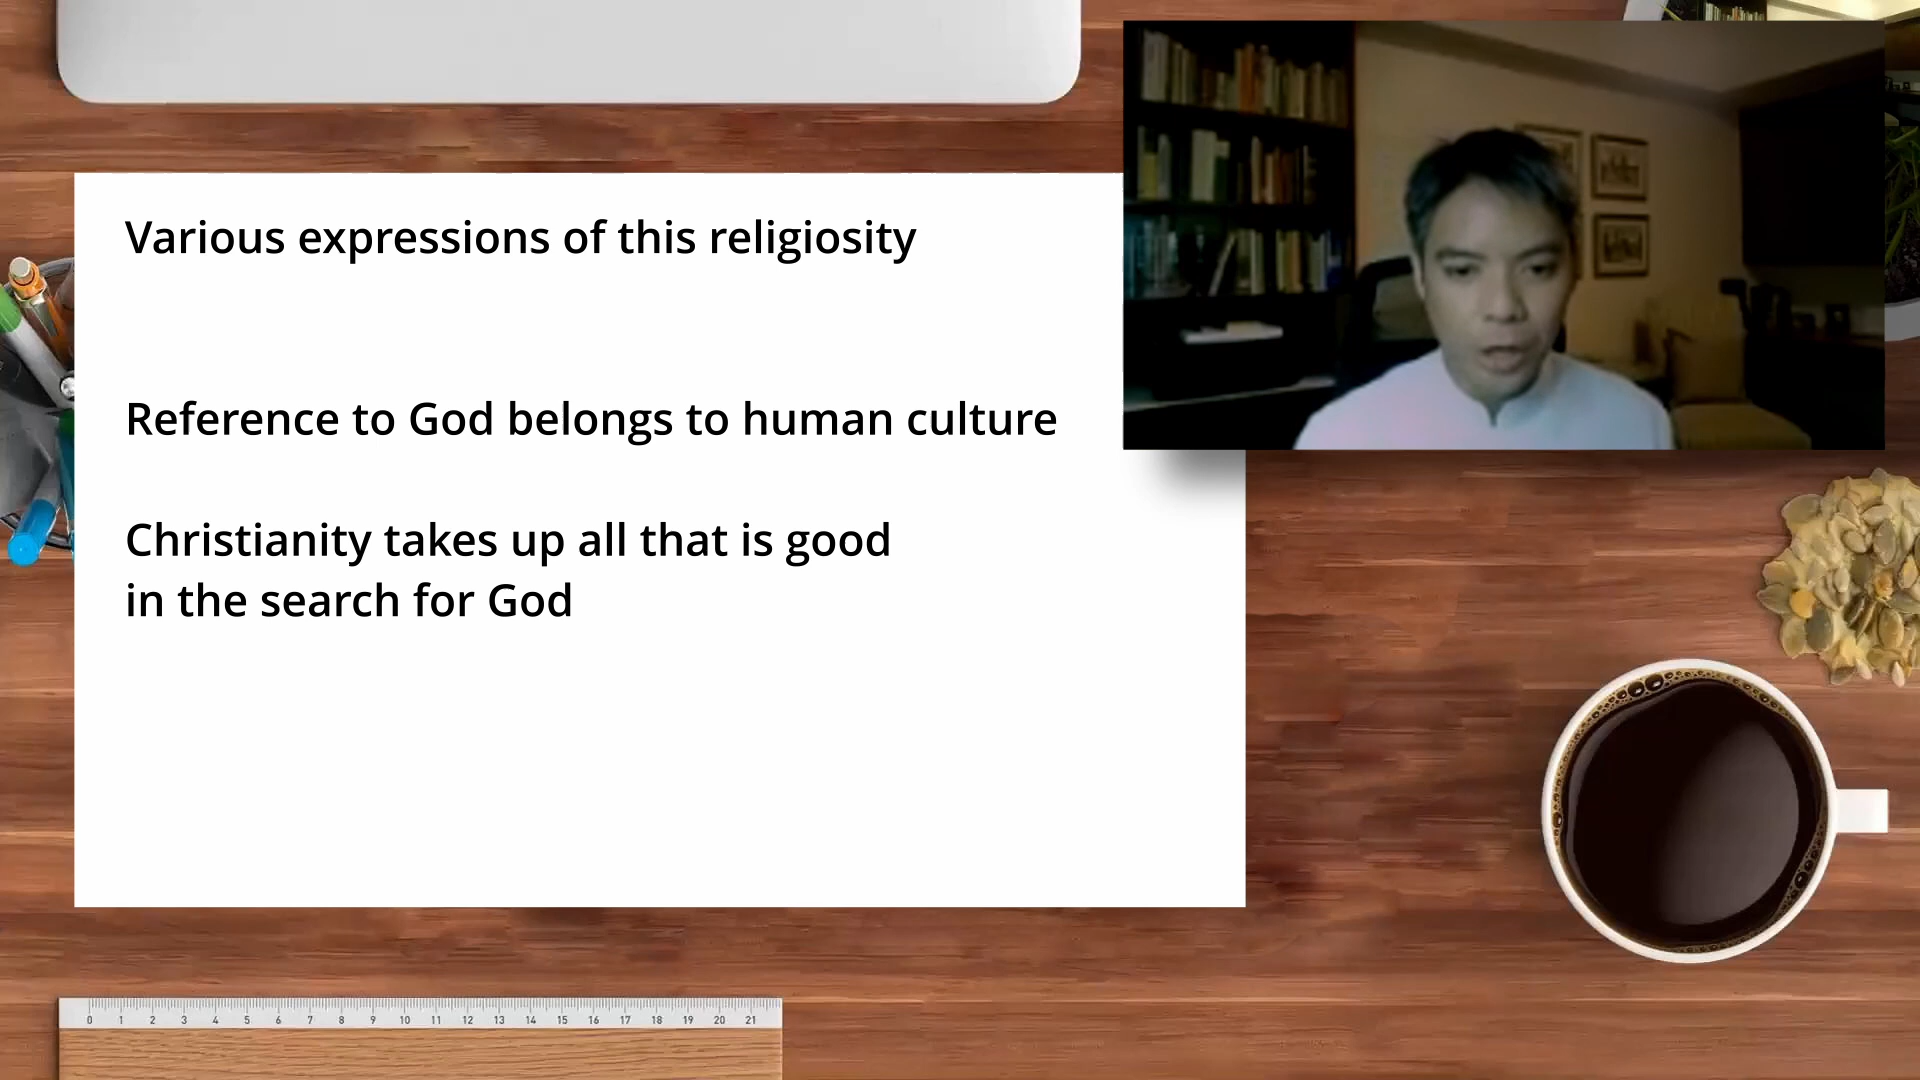 Various expressions of this religiosity
Reference to God belongs to human culture
Christianity takes up all that is good
in the search for God
0 1 2 3 4 5 6 7 8 9 10 11 12 13 14 15 16 17 18 19 20 21